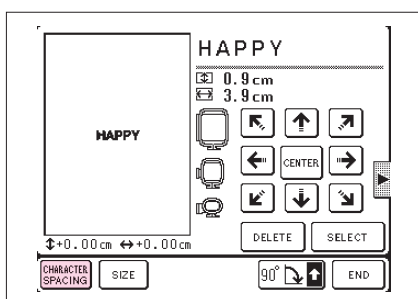 HAPPY
0.9cm
3.9cm
HAPPY
CENTER
+0.00cm +0.00cm
DELETE SELECT
CHARACTER SPACING SIZE 90° END